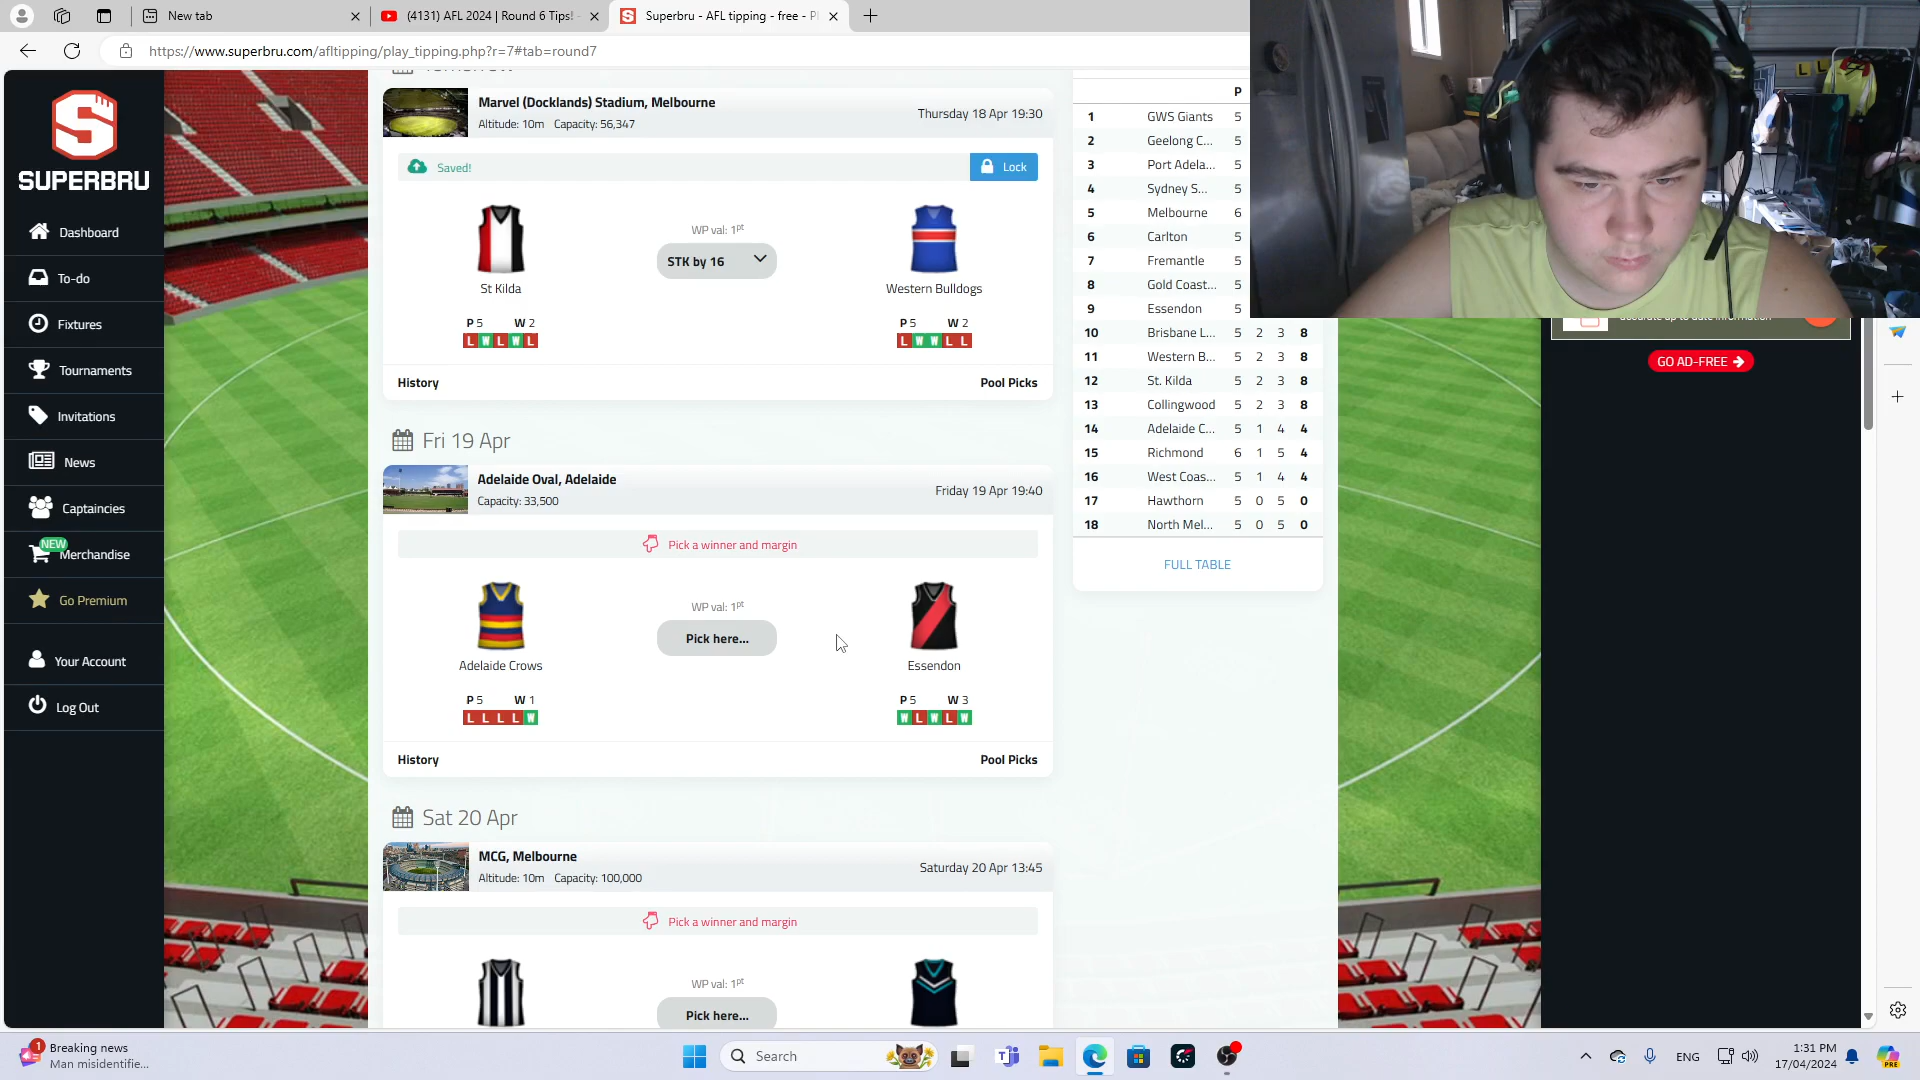 New tab
(4131) AFL 2024 | Round 6 Tips! -
Superbru - AFL tipping - free - Pl
https://www.superbru.com/afltipping/play_tipping.php?r=7#tab=round7
SUPERBRU
Dashboard
To-do
Fixtures
Tournaments
Invitations
News
Captaincies
NEW
Merchandise
Go Premium
Your Account
Log Out
Marvel (Docklands) Stadium, Melbourne
Altitude: 10m Capacity: 56,347
Thursday 18 Apr 19:30
Saved!
Lock
WP val: 1pt
STK by 16
St Kilda
Western Bulldogs
P 5 W 2
L W L W L
P 5 W 2
L W W L L
History
Pool Picks
Fri 19 Apr
Adelaide Oval, Adelaide
Capacity: 33,500
Friday 19 Apr 19:40
Pick a winner and margin
WP val: 1pt
Pick here...
Adelaide Crows
Essendon
P 5 W 1
L L L L W
P 5 W 3
W L W L W
History
Pool Picks
Sat 20 Apr
MCG, Melbourne
Altitude: 10m Capacity: 100,000
Saturday 20 Apr 13:45
Pick a winner and margin
WP val: 1pt
Pick here...
P
1 GWS Giants 5
2 Geelong C... 5
3 Port Adela... 5
4 Sydney S... 5
5 Melbourne 6
6 Carlton 5
7 Fremantle 5
8 Gold Coast... 5
9 Essendon 5
10 Brisbane L... 5 2 3 8
11 Western B... 5 2 3 8
12 St. Kilda 5 2 3 8
13 Collingwood 5 2 3 8
14 Adelaide C... 5 1 4 4
15 Richmond 6 1 5 4
16 West Coas... 5 1 4 4
17 Hawthorn 5 0 5 0
18 North Mel... 5 0 5 0
FULL TABLE
GO AD-FREE
1
Breaking news
Man misidentifie...
Search
ENG
1:31 PM
17/04/2024
PRE